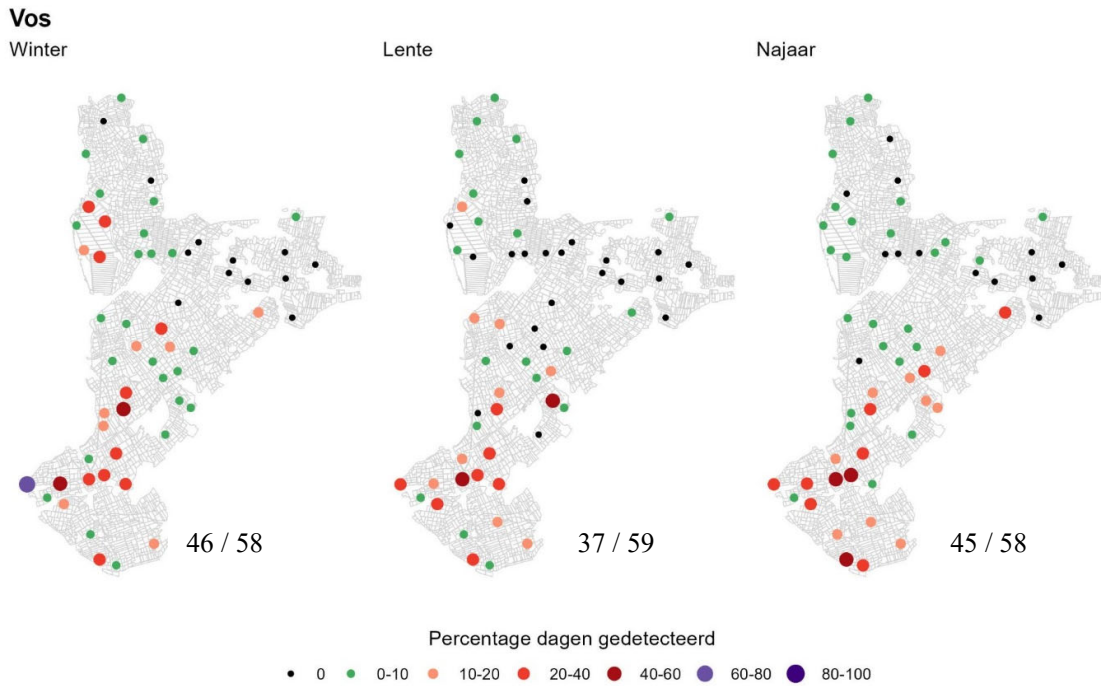 Vos
Winter Lente Najaar
46 / 58 37 / 59 45 / 58
Percentage dagen gedetecteerd
0 0-10 10-20 20-40 40-60 60-80 80-100